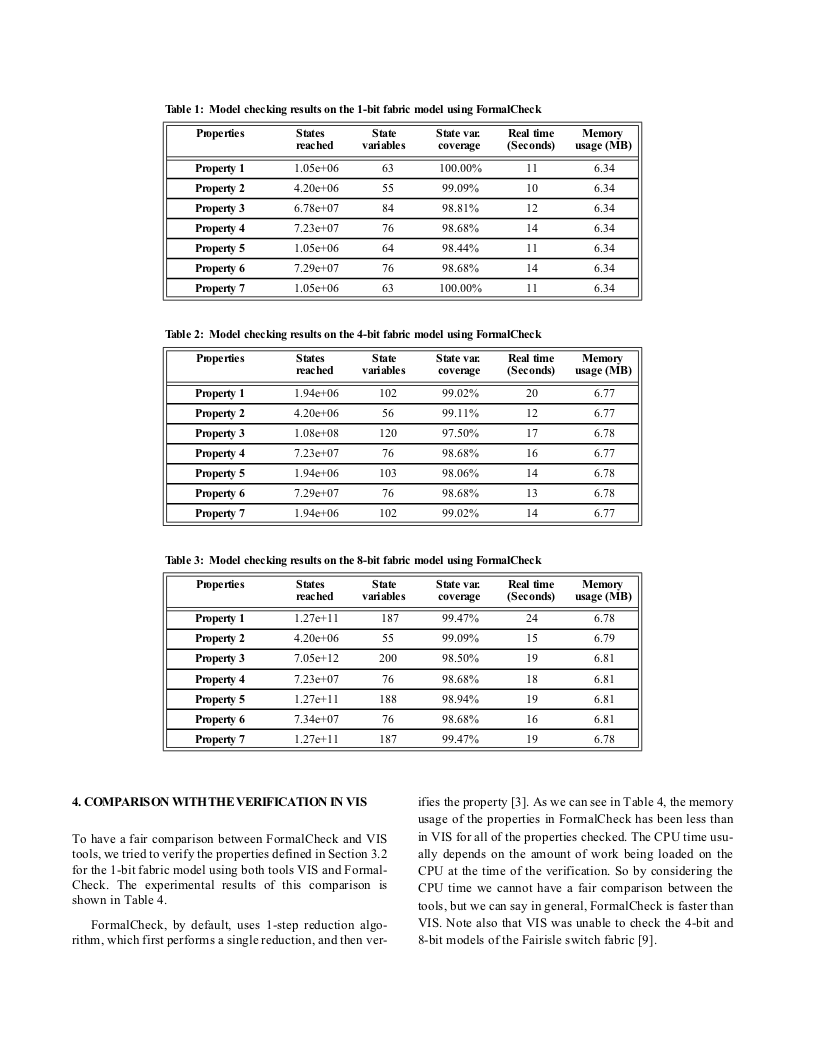 Table 1: Model checking results on the 1-bit fabric model using FormalCheck
Properties States reached State variables State var. coverage Real time (Seconds) Memory usage (MB)
Property 1 1.05e+06 63 100.00% 11 6.34
Property 2 4.20e+06 55 99.09% 10 6.34
Property 3 6.78e+07 84 98.81% 12 6.34
Property 4 7.23e+07 76 98.68% 14 6.34
Property 5 1.05e+06 64 98.44% 11 6.34
Property 6 7.29e+07 76 98.68% 14 6.34
Property 7 1.05e+06 63 100.00% 11 6.34
Table 2: Model checking results on the 4-bit fabric model using FormalCheck
Properties States reached State variables State var. coverage Real time (Seconds) Memory usage (MB)
Property 1 1.94e+06 102 99.02% 20 6.77
Property 2 4.20e+06 56 99.11% 12 6.77
Property 3 1.08e+08 120 97.50% 17 6.78
Property 4 7.23e+07 76 98.68% 16 6.77
Property 5 1.94e+06 103 98.06% 14 6.78
Property 6 7.29e+07 76 98.68% 13 6.78
Property 7 1.94e+06 102 99.02% 14 6.77
Table 3: Model checking results on the 8-bit fabric model using FormalCheck
Properties States reached State variables State var. coverage Real time (Seconds) Memory usage (MB)
Property 1 1.27e+11 187 99.47% 24 6.78
Property 2 4.20e+06 55 99.09% 15 6.79
Property 3 7.05e+12 200 98.50% 19 6.81
Property 4 7.23e+07 76 98.68% 18 6.81
Property 5 1.27e+11 188 98.94% 19 6.81
Property 6 7.34e+07 76 98.68% 16 6.81
Property 7 1.27e+11 187 99.47% 19 6.78
4. COMPARISON WITH THE VERIFICATION IN VIS
To have a fair comparison between FormalCheck and VIS
tools, we tried to verify the properties defined in Section 3.2
for the 1-bit fabric model using both tools VIS and Formal-
Check. The experimental results of this comparison is
shown in Table 4.
FormalCheck, by default, uses 1-step reduction algo-
rithm, which first performs a single reduction, and then ver-
ifies the property [3]. As we can see in Table 4, the memory
usage of the properties in FormalCheck has been less than
in VIS for all of the properties checked. The CPU time usu-
ally depends on the amount of work being loaded on the
CPU at the time of the verification. So by considering the
CPU time we cannot have a fair comparison between the
tools, but we can say in general, FormalCheck is faster than
VIS. Note also that VIS was unable to check the 4-bit and
8-bit models of the Fairisle switch fabric [9].